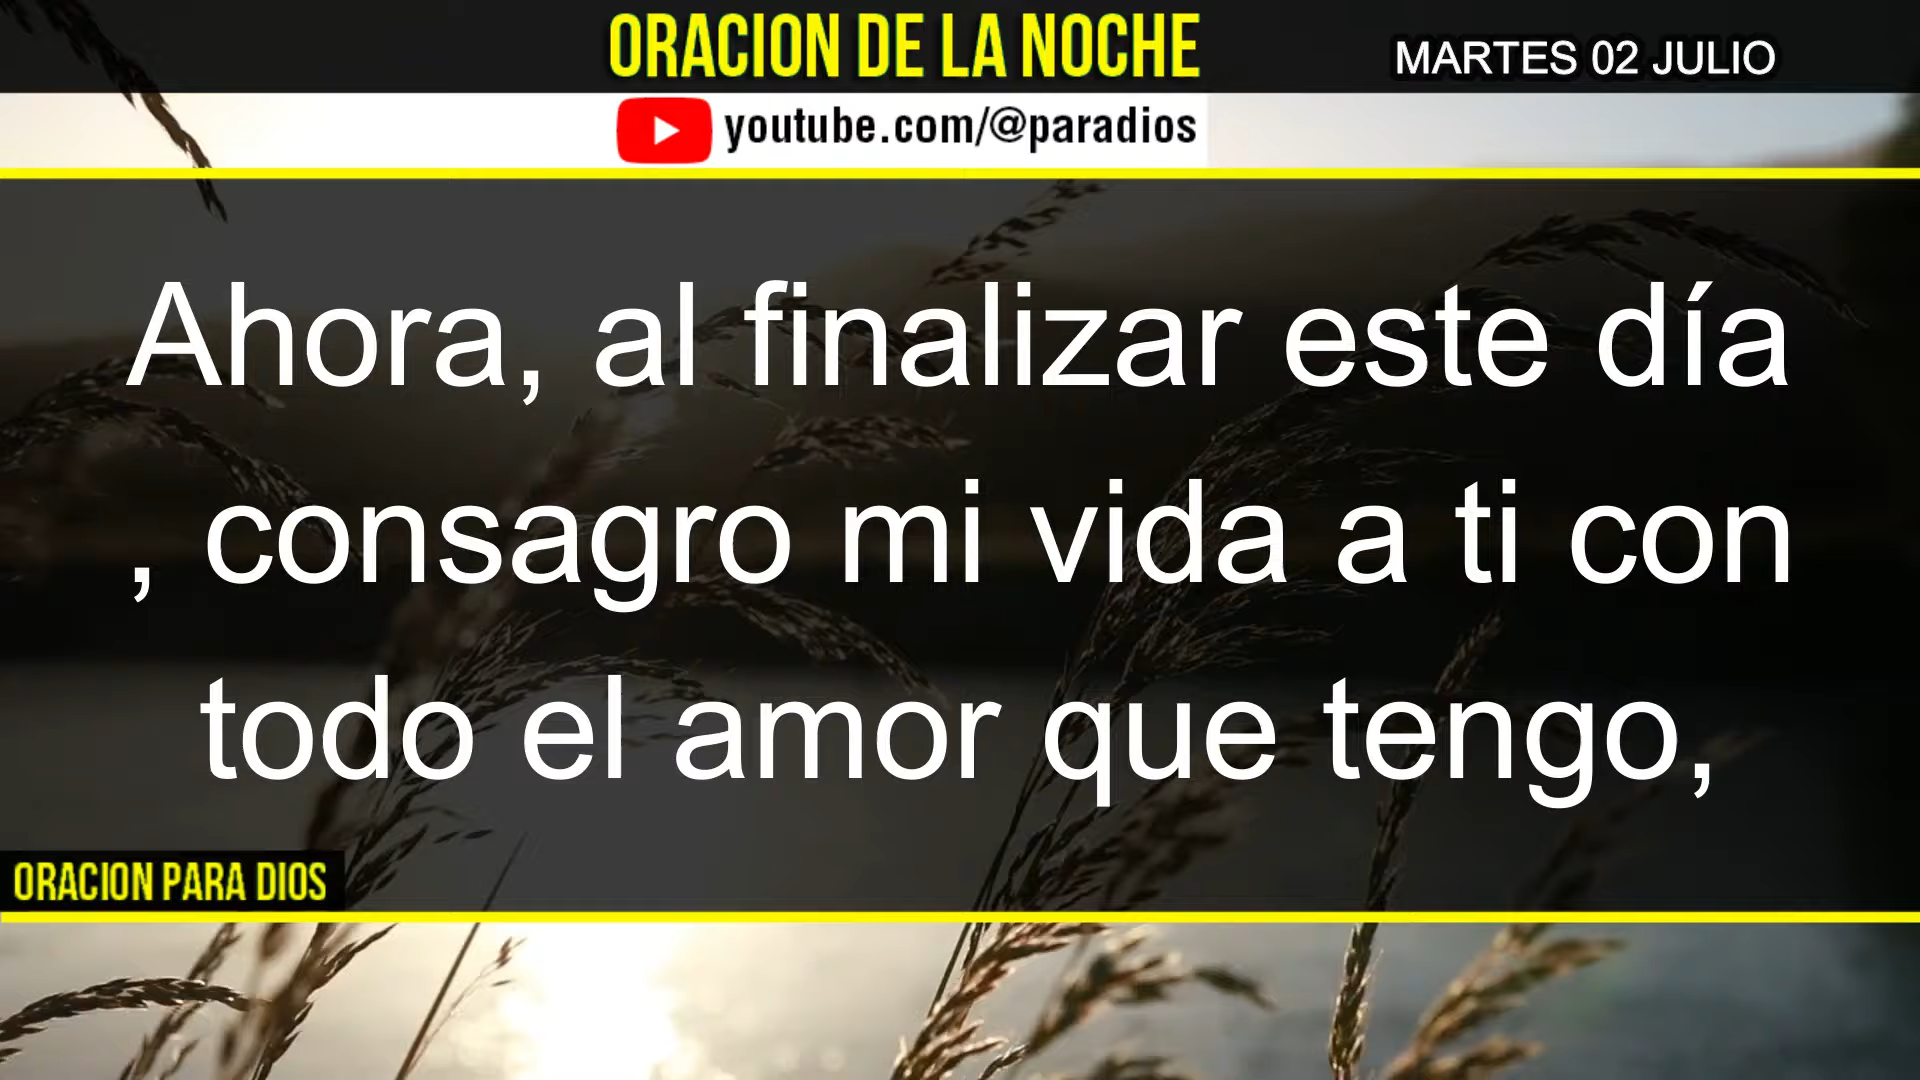 ORACION DE LA NOCHE
MARTES 02 JULIO
youtube.com/@paradios
Ahora, al finalizar este día
, consagro mi vida a ti con
todo el amor que tengo,
ORACION PARA DIOS